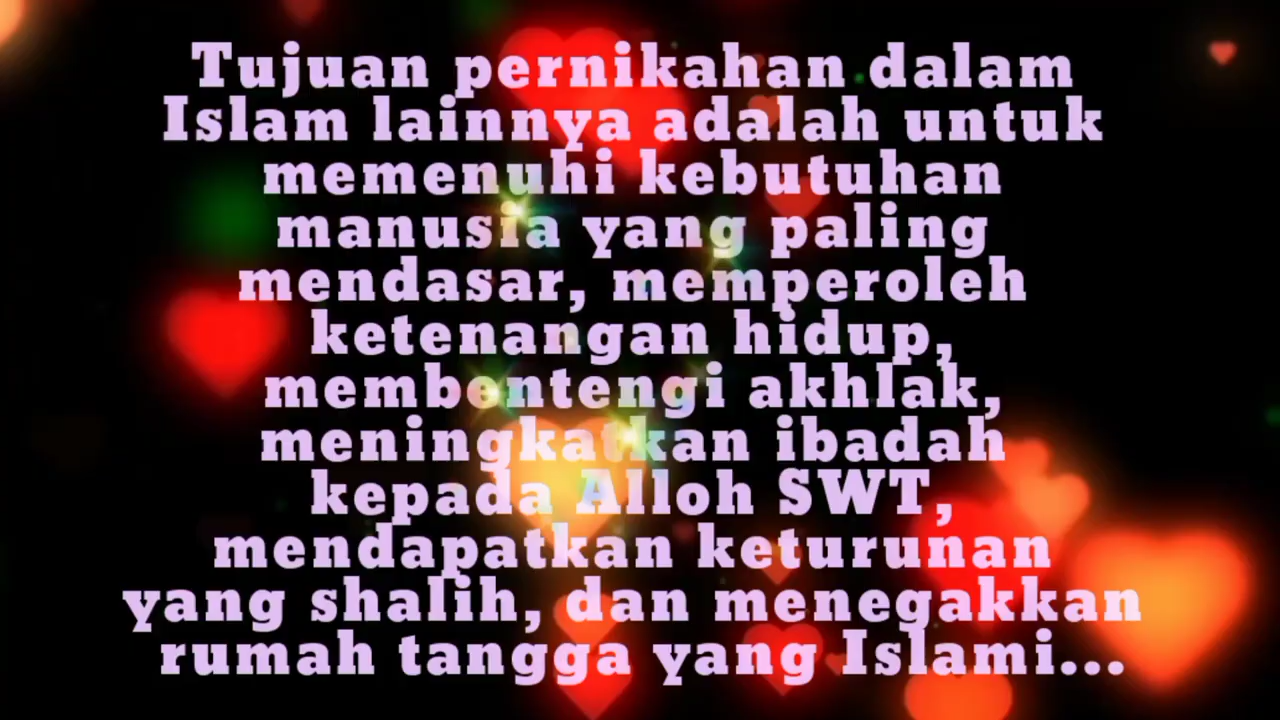 Tujuan pernikahan dalam
Islam lainnya adalah untuk
memenuhi kebutuhan
manusia yang paling
mendasar, memperoleh
ketenangan hidup,
membentengi akhlak,
meningkatkan ibadah
kepada Alloh SWT,
mendapatkan keturunan
yang shalih, dan menegakkan
rumah tangga yang Islami...